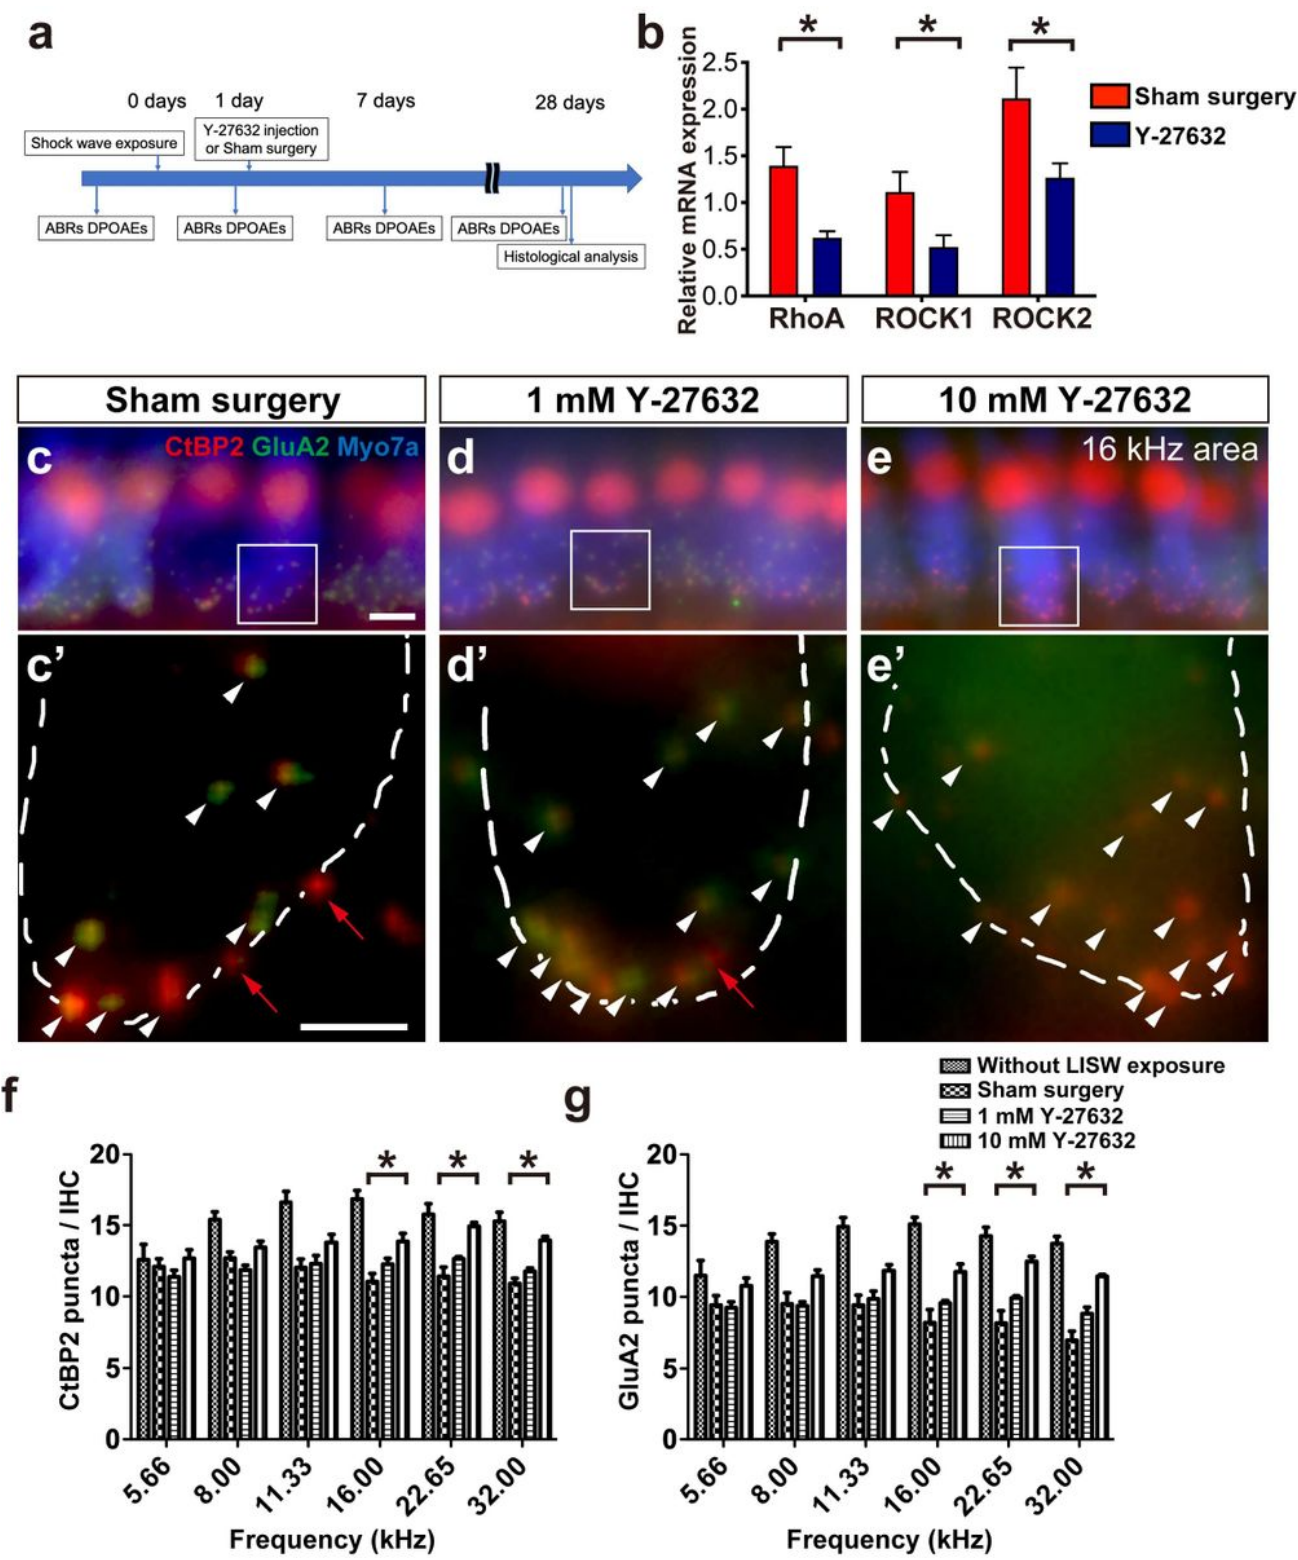 a
0 days
1 day
7 days
28 days
Shock wave exposure
Y-27632 injection
or Sham surgery
ABRs DPOAEs
ABRs DPOAEs
ABRs DPOAEs
ABRs DPOAEs
Histological analysis
b
* * *
Relative mRNA expression
2.5
2.0
1.5
1.0
0.5
0.0
RhoA ROCK1 ROCK2
Sham surgery
Y-27632
Sham surgery
1 mM Y-27632
10 mM Y-27632
c
CtBP2 GluA2 Myo7a
d
e
16 kHz area
c’
d’
e’
f
CtBP2 puncta / IHC
20
15
10
5
0
* * *
5.66 8.00 11.33 16.00 22.65 32.00
Frequency (kHz)
g
Without LISW exposure
Sham surgery
1 mM Y-27632
10 mM Y-27632
GluA2 puncta / IHC
20
15
10
5
0
* * *
5.66 8.00 11.33 16.00 22.65 32.00
Frequency (kHz)